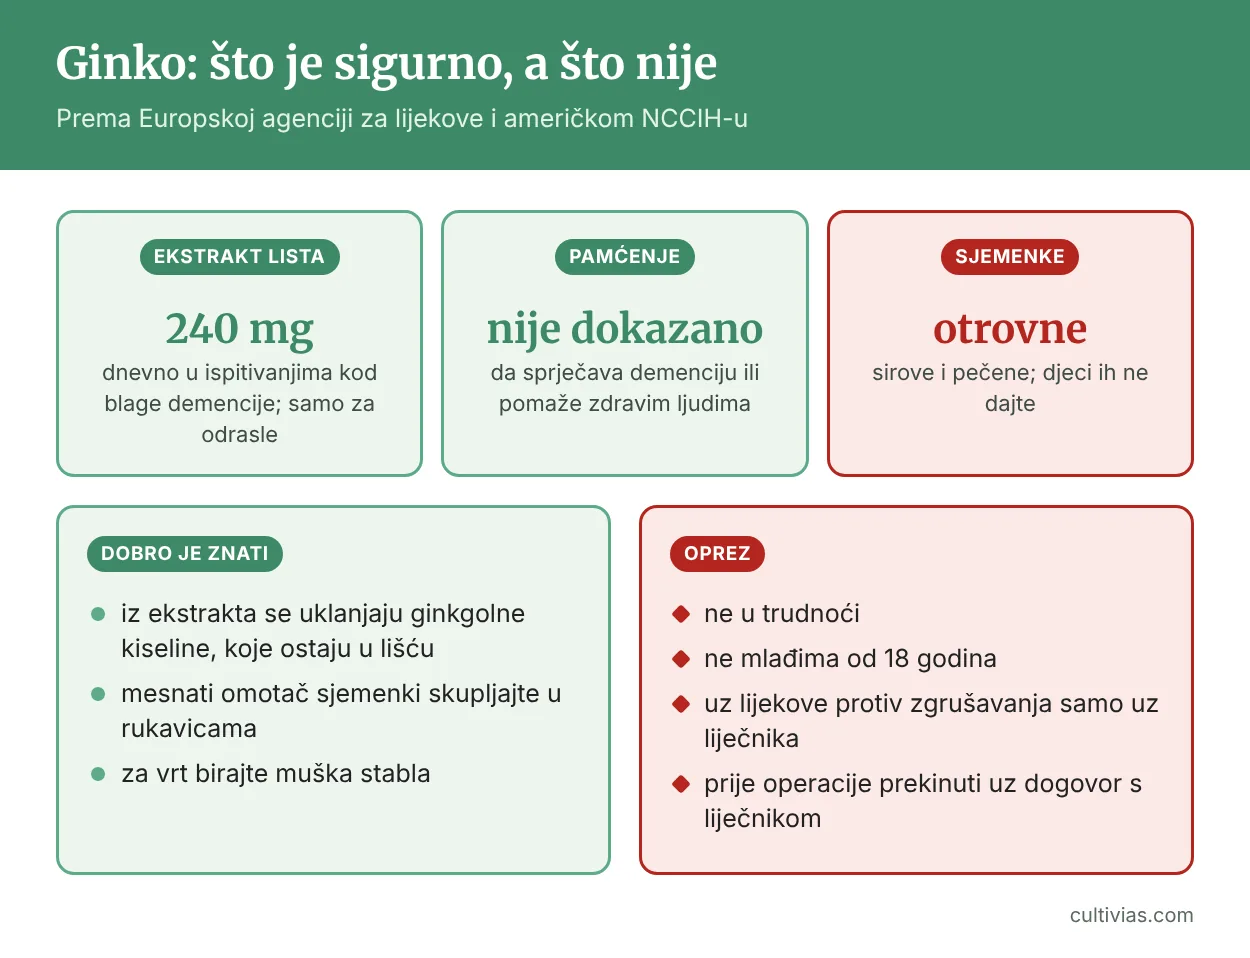 Ginko: što je sigurno, a što nije
Prema Europskoj agenciji za lijekove i američkom NCCIH-u
EKSTRAKT LISTA
240 mg
dnevno u ispitivanjima kod
blage demencije; samo za
odrasle
PAMĆENJE
nije dokazano
da sprječava demenciju ili
pomaže zdravim ljudima
SJEMENKE
otrovne
sirove i pečene; djeci ih ne
dajte
DOBRO JE ZNATI
iz ekstrakta se uklanjaju ginkgolne
kiseline, koje ostaju u lišću
mesnati omotač sjemenki skupljajte u
rukavicama
za vrt birajte muška stabla
OPREZ
ne u trudnoći
ne mlađima od 18 godina
uz lijekove protiv zgrušavanja samo uz
liječnika
prije operacije prekinuti uz dogovor s
liječnikom
cultivias.com